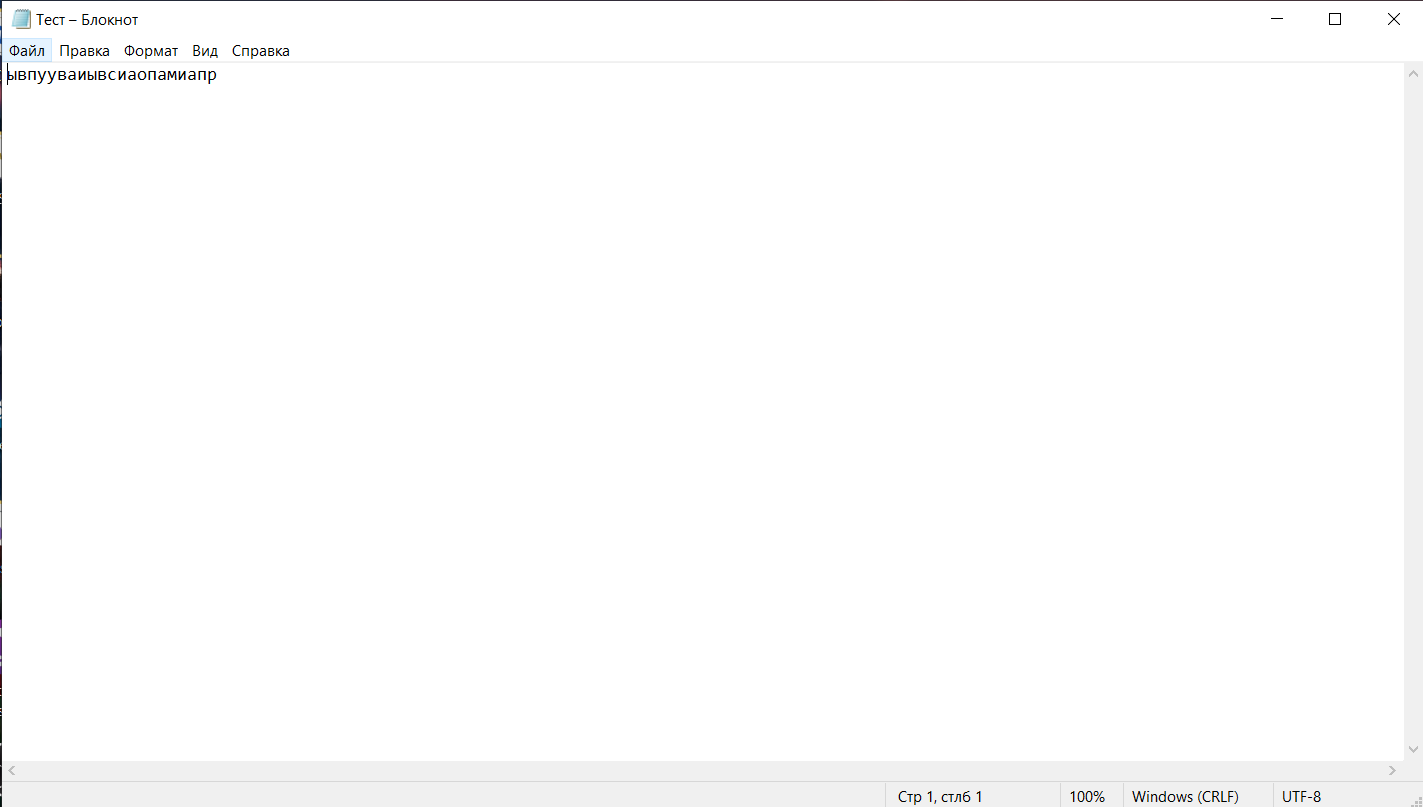 Тест – Блокнот
Файл Правка Формат Вид Справка
ывпууваиывсиаопамиапр
Стр 1, стлб 1 100% Windows (CRLF) UTF-8